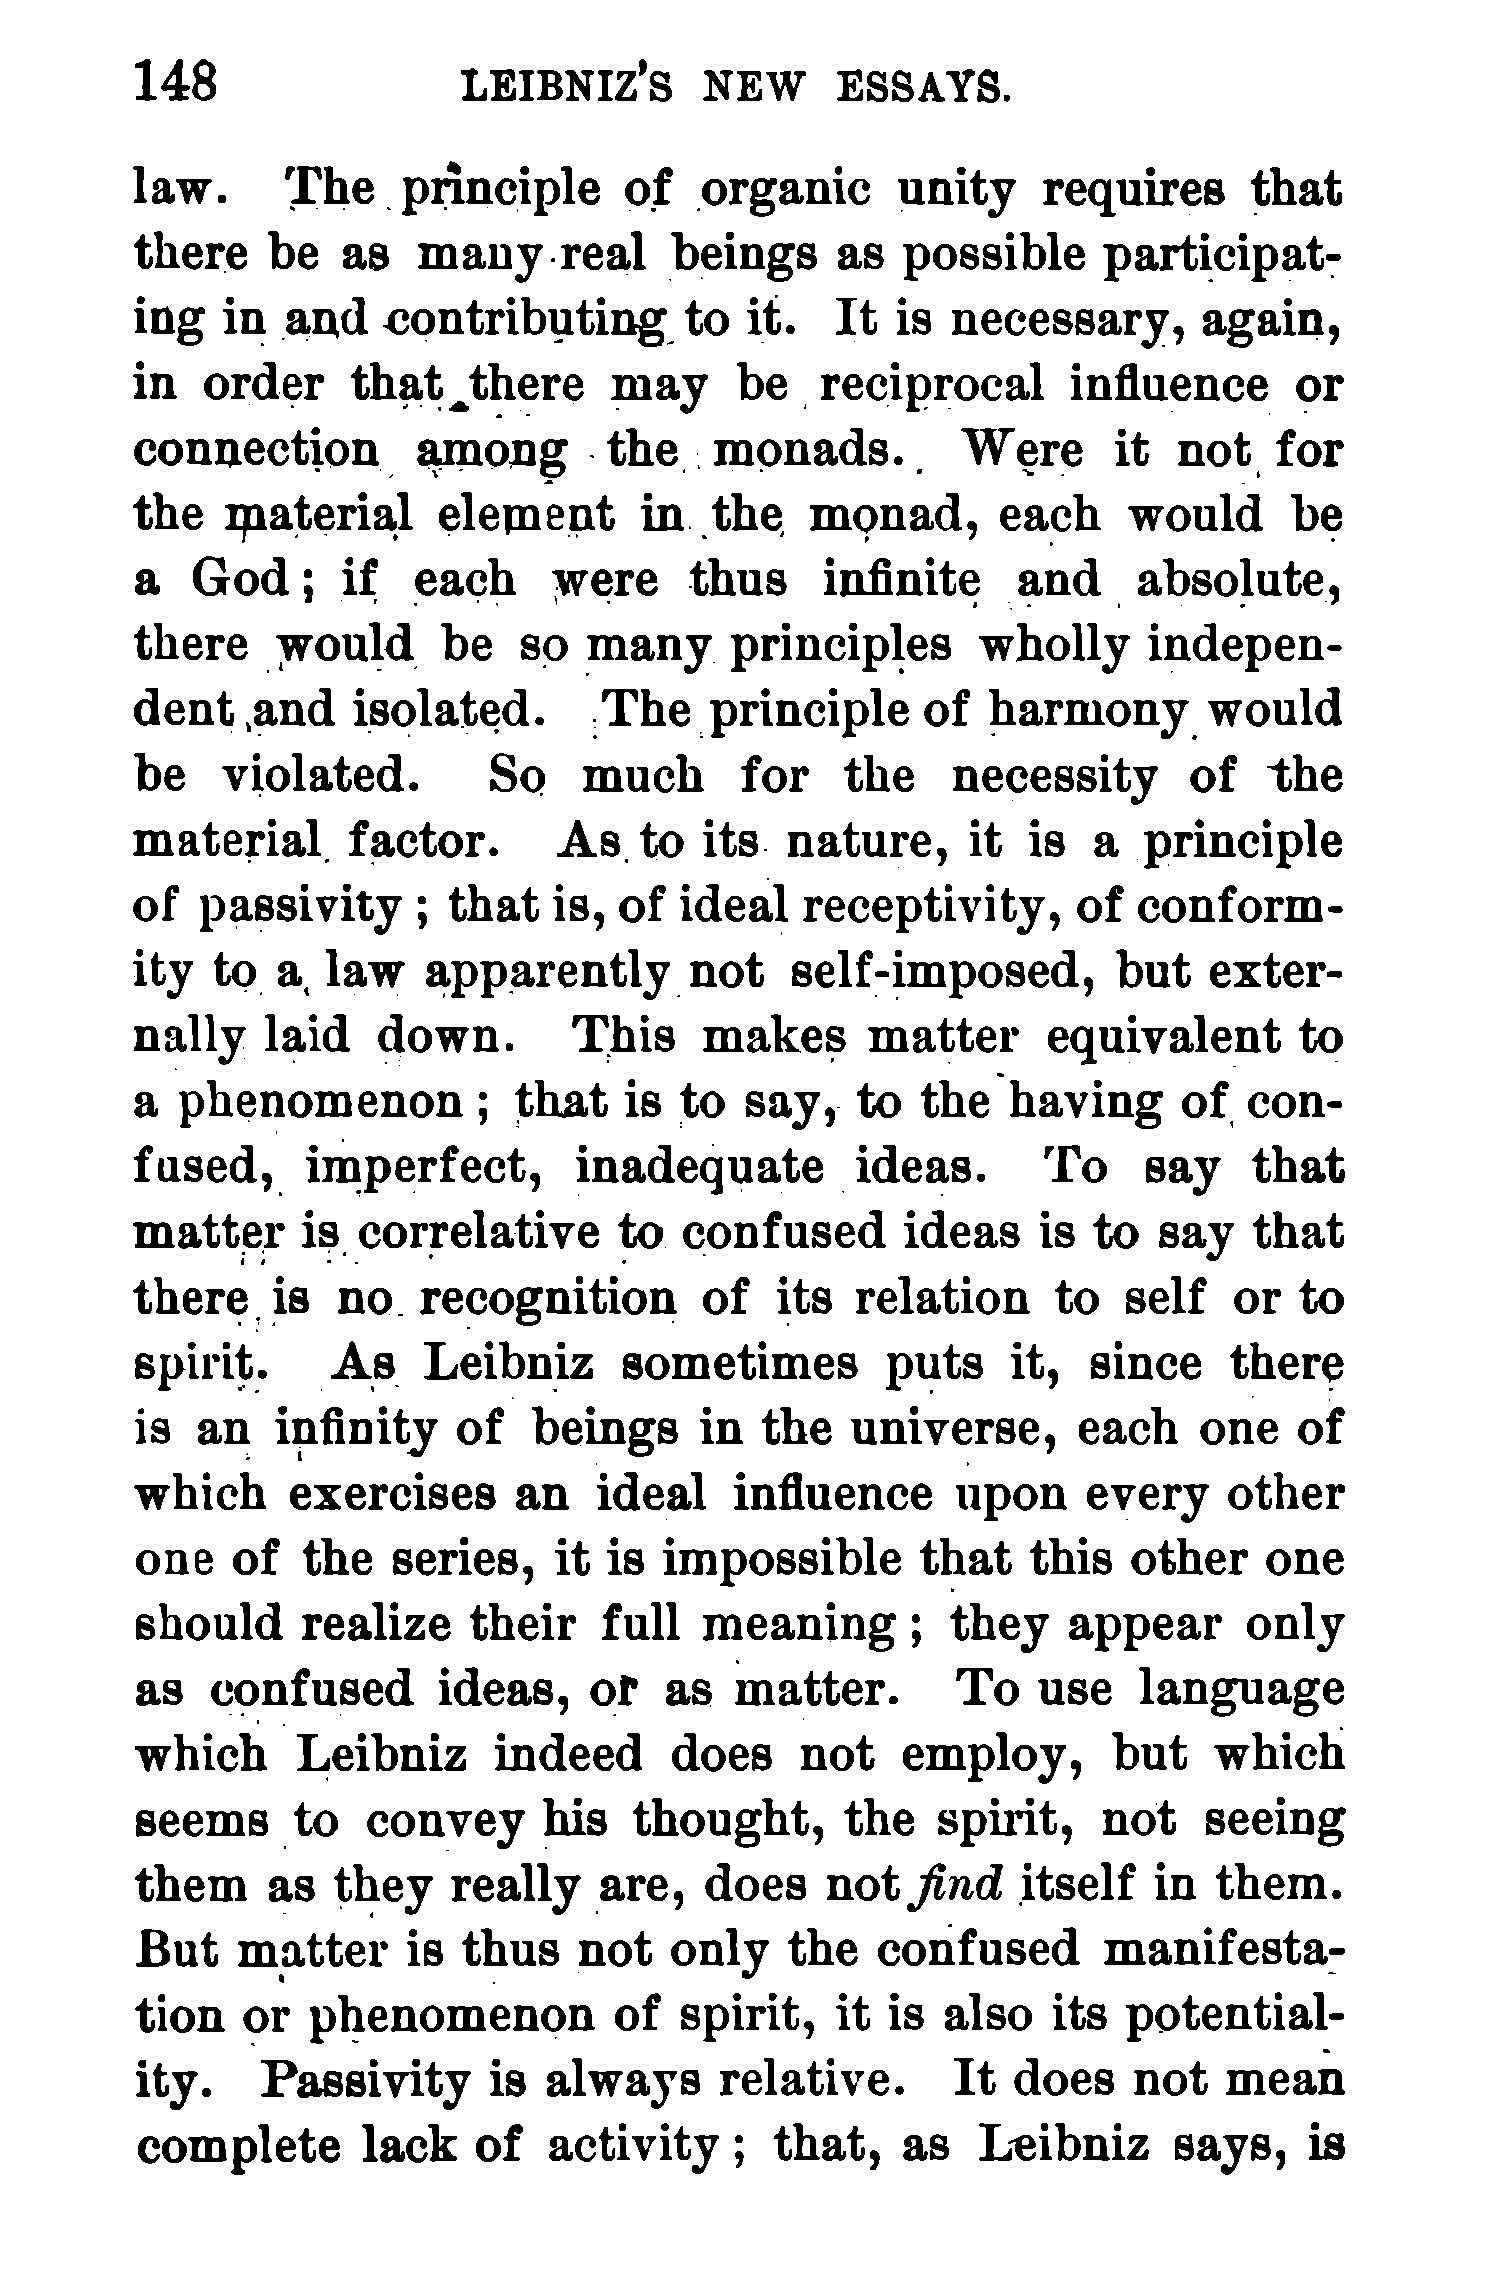 148 LEIBNIZ'S NEW ESSAYS.
law. The principle of organic unity requires that
there be as many real beings as possible participat-
ing in and contributing to it. It is necessary, again,
in order that there may be reciprocal influence or
connection among the monads. Were it not for
the material element in the monad, each would be
a God; if each were thus infinite and absolute,
there would be so many principles wholly indepen-
dent and isolated. The principle of harmony would
be violated. So much for the necessity of the
material factor. As to its nature, it is a principle
of passivity; that is, of ideal receptivity, of conform-
ity to a law apparently not self-imposed, but exter-
nally laid down. This makes matter equivalent to
a phenomenon; that is to say, to the having of con-
fused, imperfect, inadequate ideas. To say that
matter is correlative to confused ideas is to say that
there is no recognition of its relation to self or to
spirit. As Leibniz sometimes puts it, since there
is an infinity of beings in the universe, each one of
which exercises an ideal influence upon every other
one of the series, it is impossible that this other one
should realize their full meaning; they appear only
as confused ideas, or as matter. To use language
which Leibniz indeed does not employ, but which
seems to convey his thought, the spirit, not seeing
them as they really are, does not find itself in them.
But matter is thus not only the confused manifesta-
tion or phenomenon of spirit, it is also its potential-
ity. Passivity is always relative. It does not mean
complete lack of activity; that, as Leibniz says, is